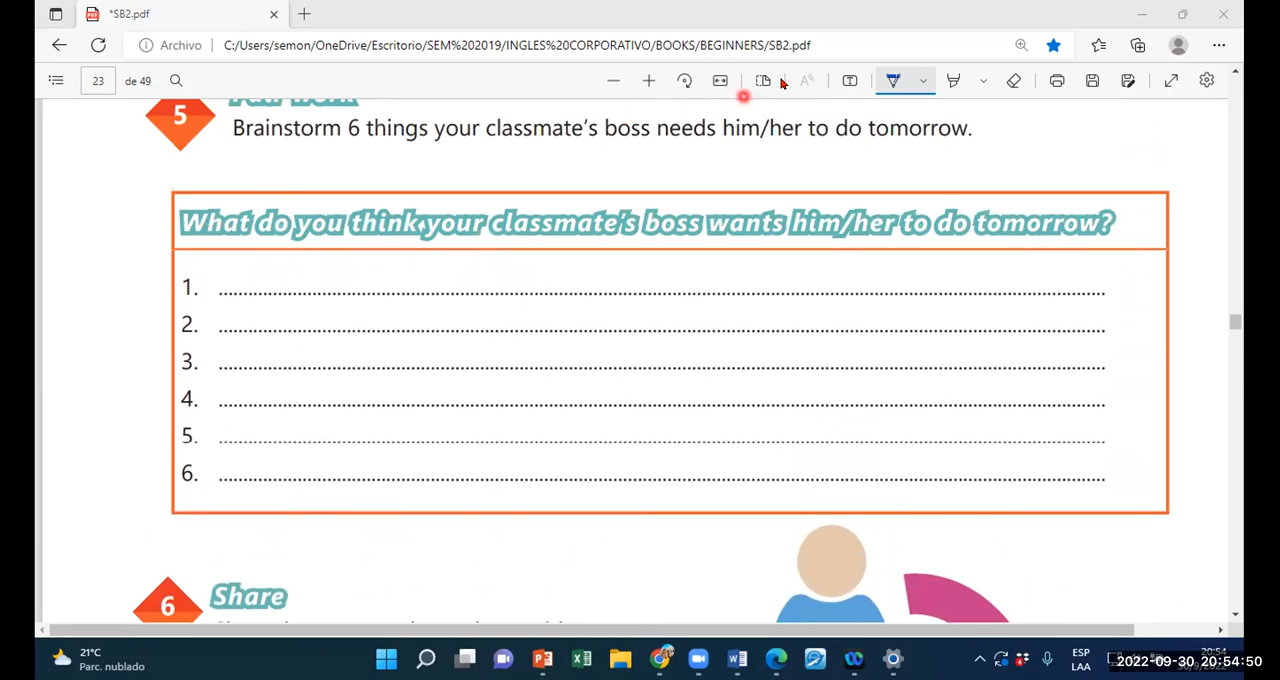 *SB2.pdf
Archivo
C:/Users/semon/OneDrive/Escritorio/SEM%202019/INGLES%20CORPORATIVO/BOOKS/BEGINNERS/SB2.pdf
23 de 49
5
Brainstorm 6 things your classmate's boss needs him/her to do tomorrow.
What do you think your classmate's boss wants him/her to do tomorrow?
1. ....................
2. ....................
3. ....................
4. ....................
5. ....................
6. ....................
6 Share
21°C
Parc. nublado
ESP
LAA
20:54
2022-09-30 20:54:50